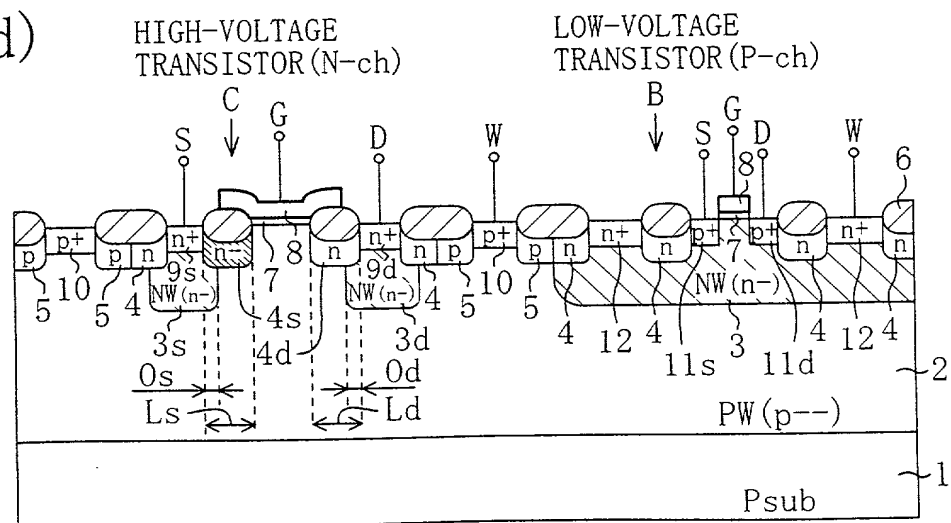 d)
HIGH-VOLTAGE
TRANSISTOR(N-ch)
LOW-VOLTAGE
TRANSISTOR(P-ch)
C G B G
S D W S D W
8 6
p p+ p n n+ n- n n+ n p p+ p n n+ n p+ p+ n n+ n
5 10 5 4 9s 7 8 9d 4 5 10 5 7
NW(n-) NW(n-) NW(n-)
3s 4s 4d 3d 4 12 4 11s 3 11d 4 12 4
Os Od
Ls Ld
2
PW(p--)
1
Psub